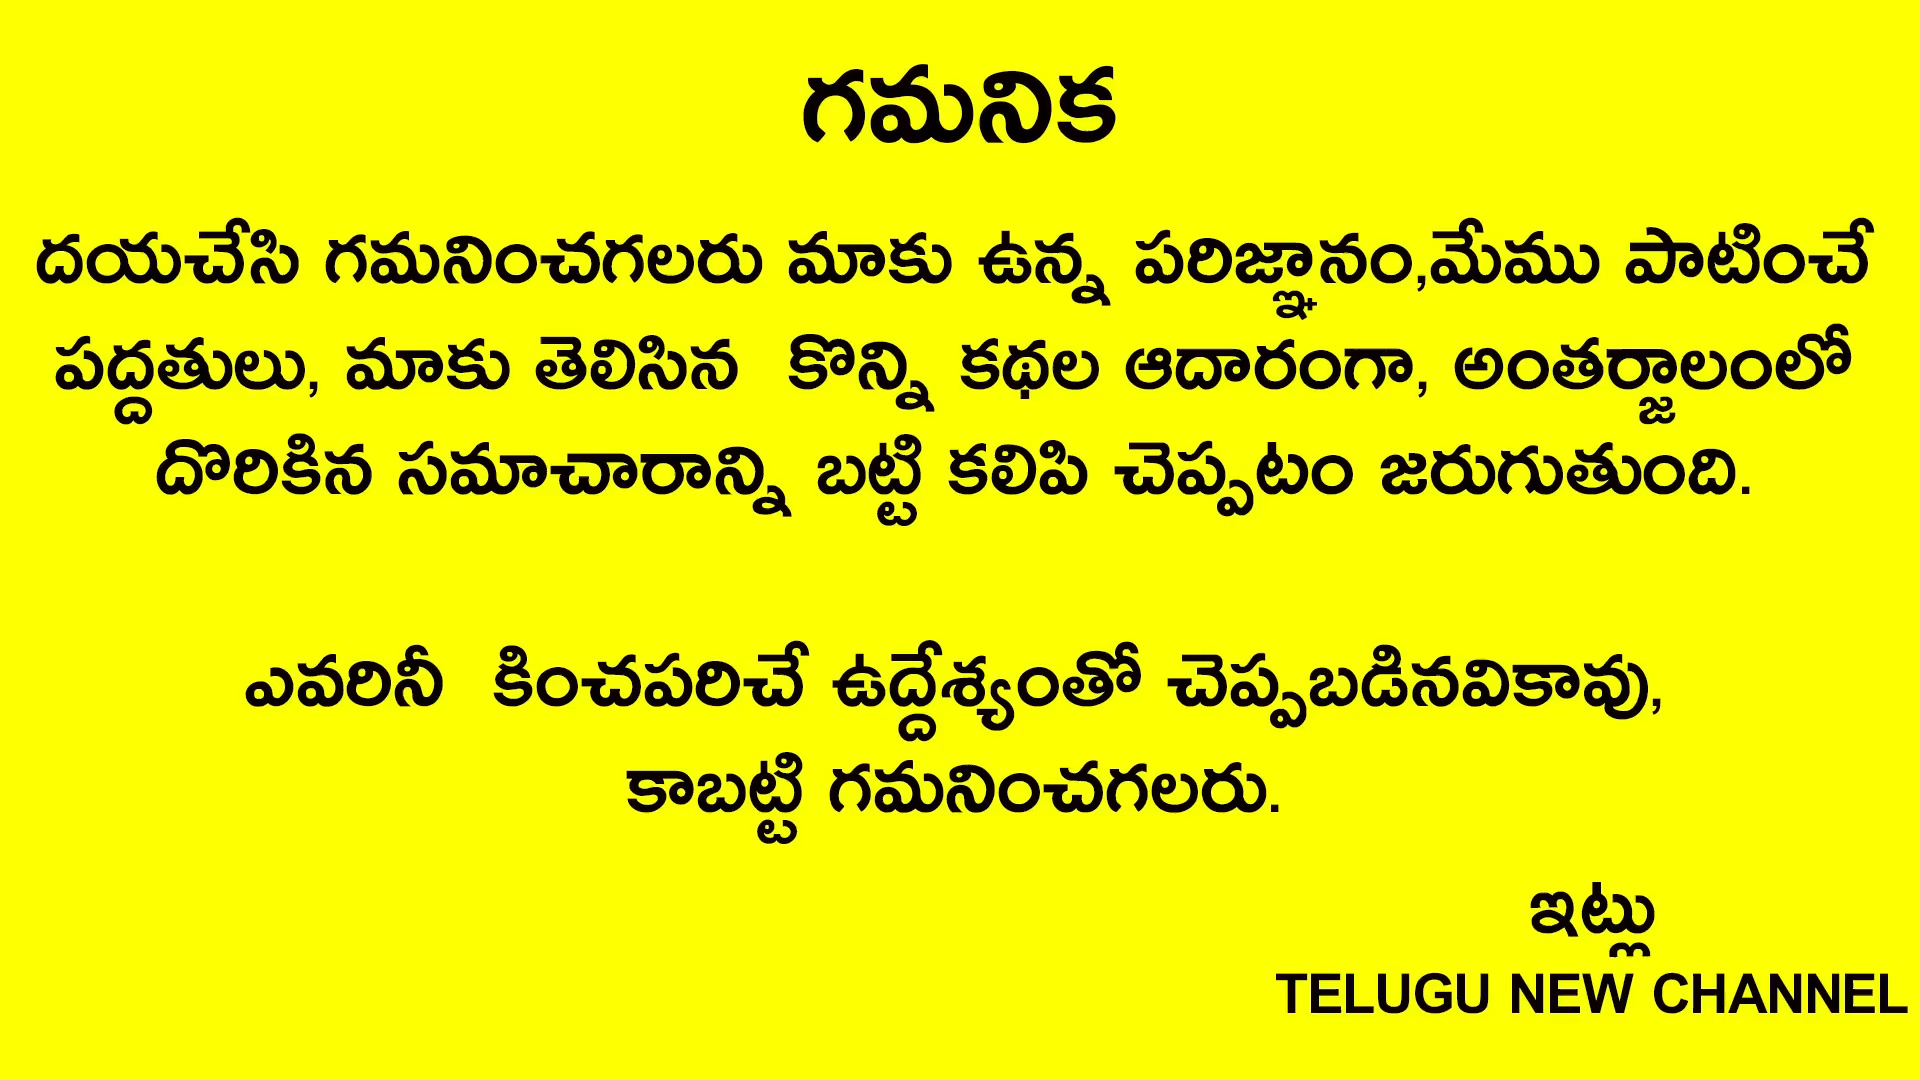 గమనిక
దయచేసి గమనించగలరు మాకు ఉన్న పరిజ్ఞానం,మేము పాటించే
పద్దతులు, మాకు తెలిసిన కొన్ని కథల ఆదారంగా, అంతర్జాలంలో
దొరికిన సమాచారాన్ని బట్టి కలిపి చెప్పటం జరుగుతుంది.
ఎవరినీ కించపరిచే ఉద్దేశ్యంతో చెప్పబడినవికావు,
కాబట్టి గమనించగలరు.
ఇట్లు
TELUGU NEW CHANNEL